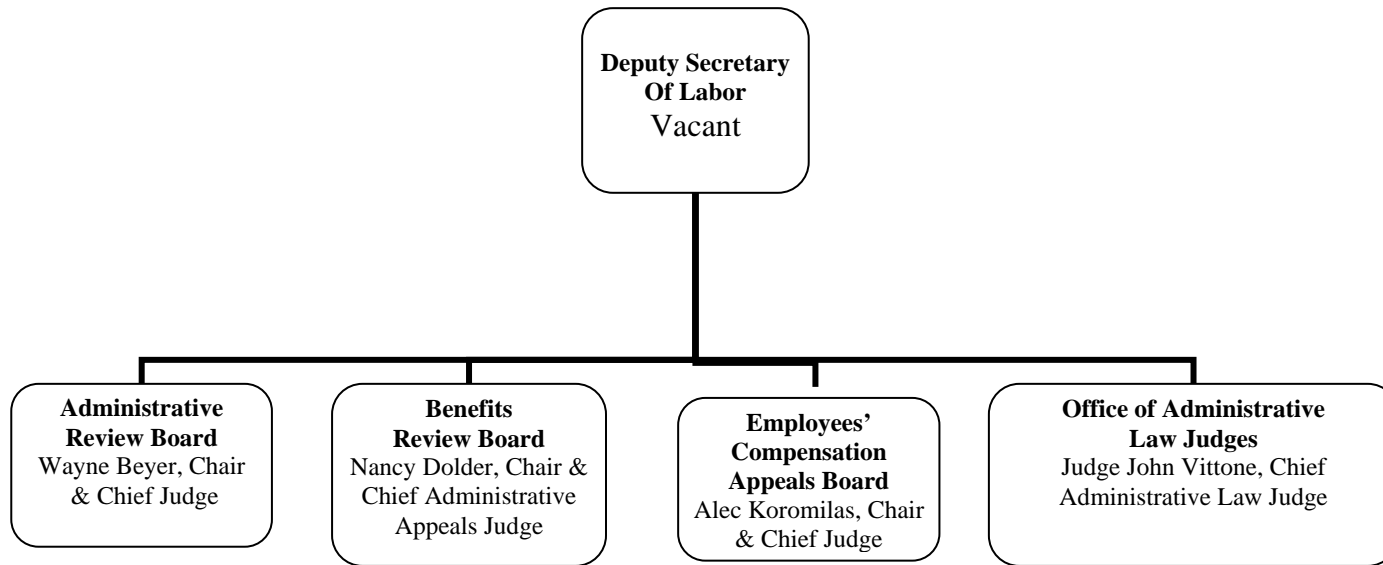 Deputy Secretary
Of Labor
Vacant
Administrative
Review Board
Wayne Beyer, Chair
& Chief Judge
Benefits
Review Board
Nancy Dolder, Chair &
Chief Administrative
Appeals Judge
Employees’
Compensation
Appeals Board
Alec Koromilas, Chair
& Chief Judge
Office of Administrative
Law Judges
Judge John Vittone, Chief
Administrative Law Judge